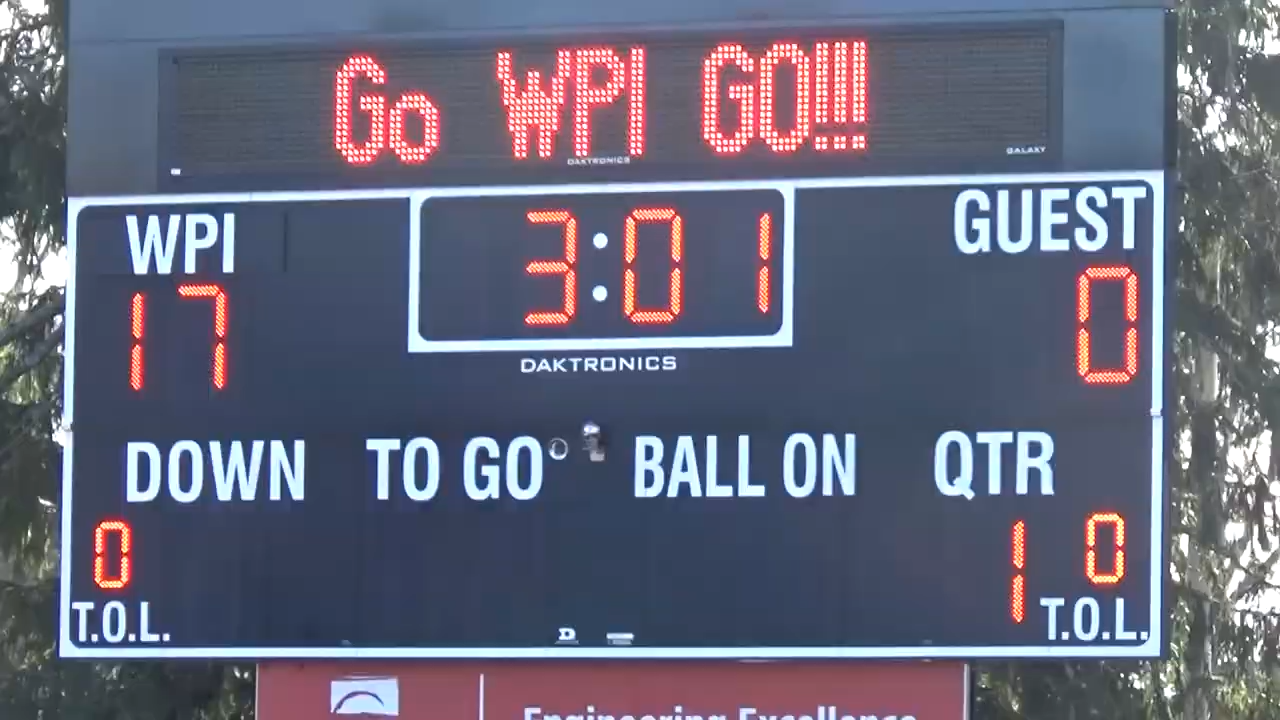 Go WPI GO!!!
DAKTRONICS
GALAXY
WPI 3:01 GUEST
17 0
DAKTRONICS
DOWN TO GO BALL ON QTR
0 1 0
T.O.L. T.O.L.
D
Engineering Excellence